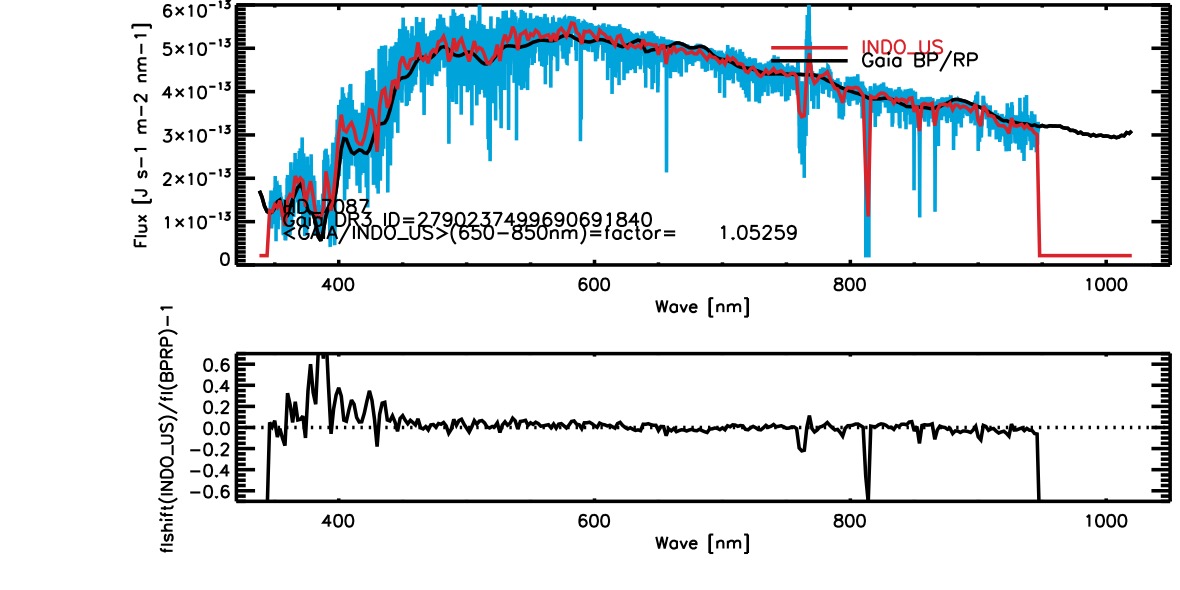 6×10−13
5×10−13
4×10−13
3×10−13
2×10−13
1×10−13
0
Flux [J s−1 m−2 nm−1]
INDO_US
Gaia BP/RP
HD_7087
Gaia DR3 ID=2790237499690691840
<GAIA/INDO_US>(650−850nm)=factor= 1.05259
400 600 800 1000
Wave [nm]
flshift(INDO_US)/fl(BPRP)−1
0.6
0.4
0.2
0.0
−0.2
−0.4
−0.6
400 600 800 1000
Wave [nm]